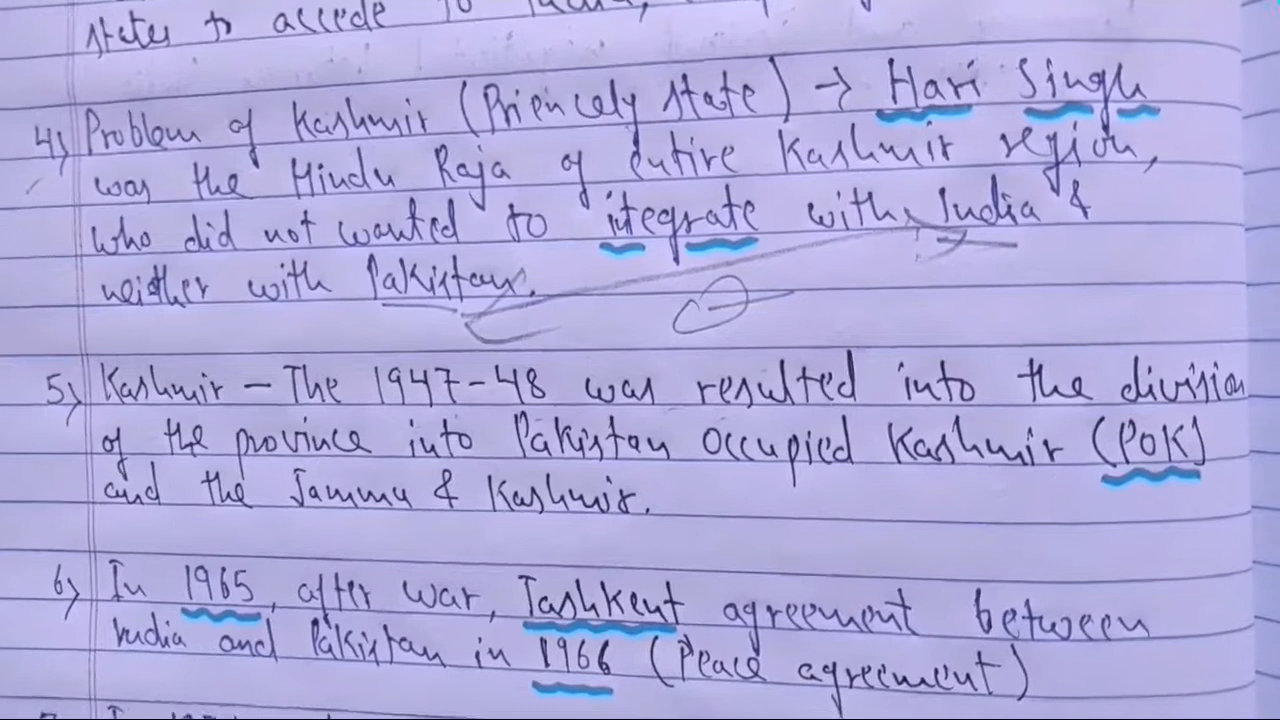 states to accede to India,
4) Problem of Kashmir (Priencely state) → Hari Singh
was the Hindu Raja of entire Kashmir region,
who did not wanted to integrate with India &
neither with Pakistan.
5) Kashmir – The 1947-48 was resulted into the division
of the province into Pakistan Occupied Kashmir (POK)
and the Jammu & Kashmir.
6) In 1965, after war, Tashkent agreement between
India and Pakistan in 1966 (Peace agreement)